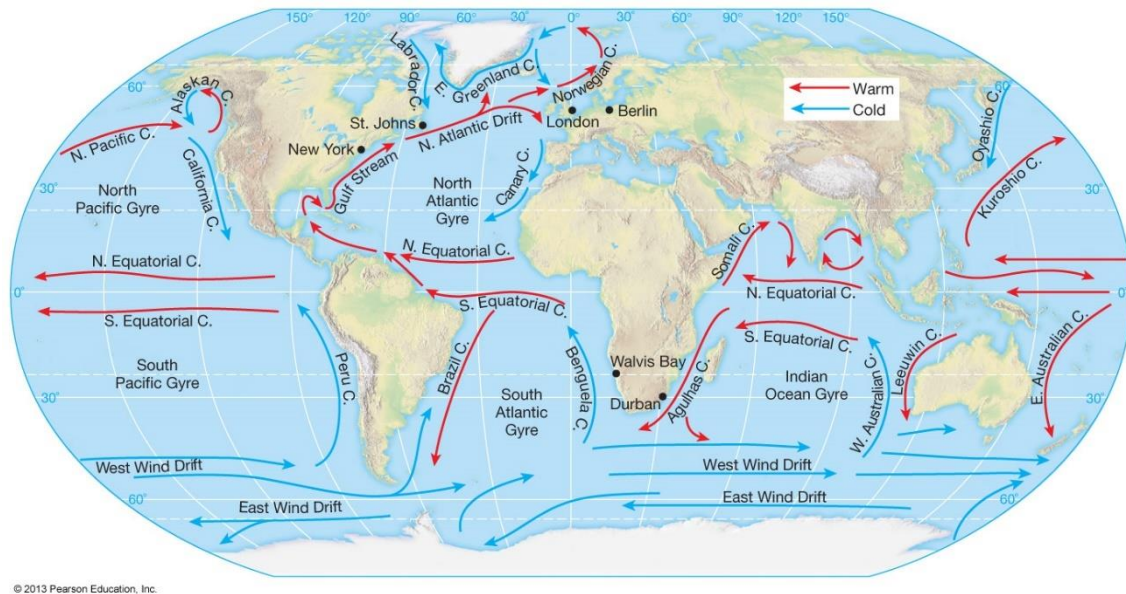 150°
120°
90°
60°
30°
0°
30°
60°
90°
120°
150°
Labrador C.
E. Greenland C.
Norwegian C.
60°
60°
Alaskan C.
Warm
Cold
Oyashio C.
St. Johns
London
Berlin
N. Pacific C.
N. Atlantic Drift
New York
Gulf Stream
California C.
Canary C.
Kuroshio C.
30°
30°
North
Pacific Gyre
North
Atlantic
Gyre
Somali C.
N. Equatorial C.
N. Equatorial C.
N. Equatorial C.
0°
0°
S. Equatorial C.
S. Equatorial C.
S. Equatorial C.
E. Australian C.
Leeuwin C.
South
Pacific Gyre
Peru C.
Brazil C.
Benguela C.
Walvis Bay
Durban
Agulhas C.
Indian
Ocean Gyre
W. Australian C.
30°
30°
South
Atlantic
Gyre
West Wind Drift
West Wind Drift
60°
60°
East Wind Drift
East Wind Drift
© 2013 Pearson Education, Inc.